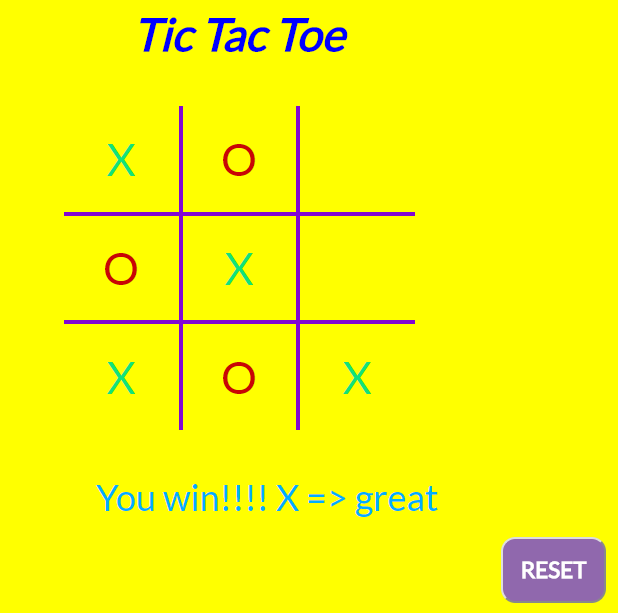 Tic Tac Toe
X O
O X
X O X
You win!!!! X => great
RESET